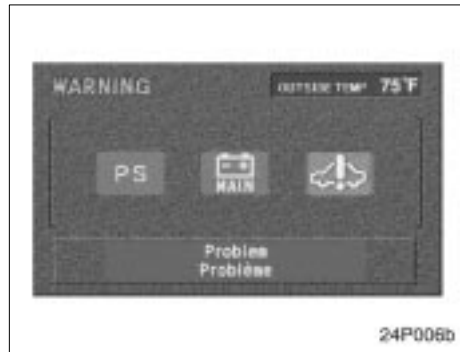 WARNING
OUTSIDE TEMP 75°F
PS
MAIN
Problem
Problème
24P006b